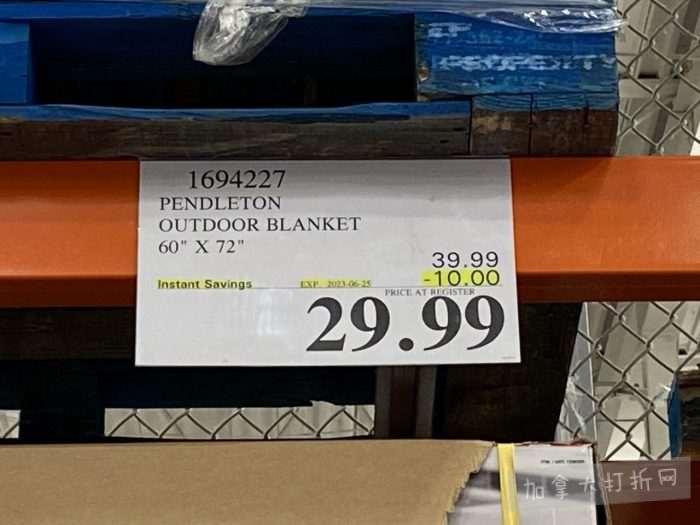 PROPERTY
1694227
PENDLETON
OUTDOOR BLANKET
60" X 72"
39.99
Instant Savings EXP. 2023-06-25 -10.00
PRICE AT REGISTER
29.99
加拿大打折网